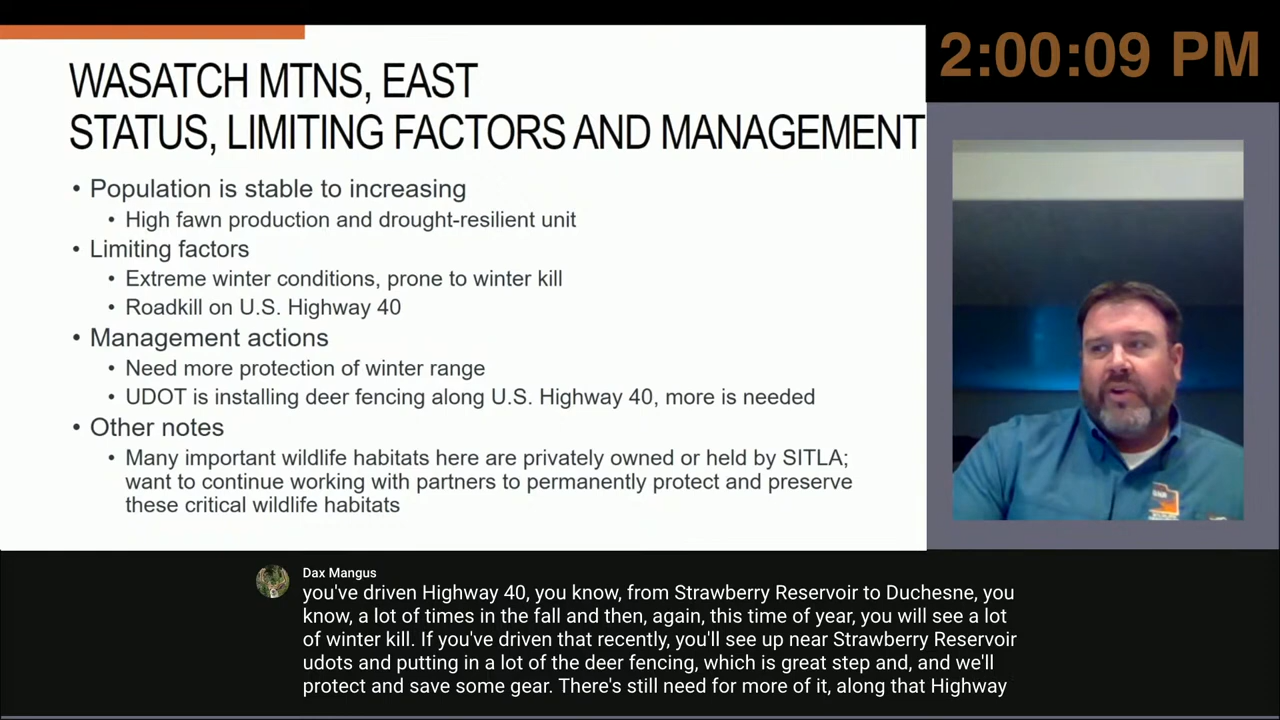 2:00:09 PM
WASATCH MTNS, EAST
STATUS, LIMITING FACTORS AND MANAGEMENT
• Population is stable to increasing
• High fawn production and drought-resilient unit
• Limiting factors
• Extreme winter conditions, prone to winter kill
• Roadkill on U.S. Highway 40
• Management actions
• Need more protection of winter range
• UDOT is installing deer fencing along U.S. Highway 40, more is needed
• Other notes
• Many important wildlife habitats here are privately owned or held by SITLA;
want to continue working with partners to permanently protect and preserve
these critical wildlife habitats
Dax Mangus
you've driven Highway 40, you know, from Strawberry Reservoir to Duchesne, you
know, a lot of times in the fall and then, again, this time of year, you will see a lot
of winter kill. If you've driven that recently, you'll see up near Strawberry Reservoir
udots and putting in a lot of the deer fencing, which is great step and, and we'll
protect and save some gear. There's still need for more of it, along that Highway